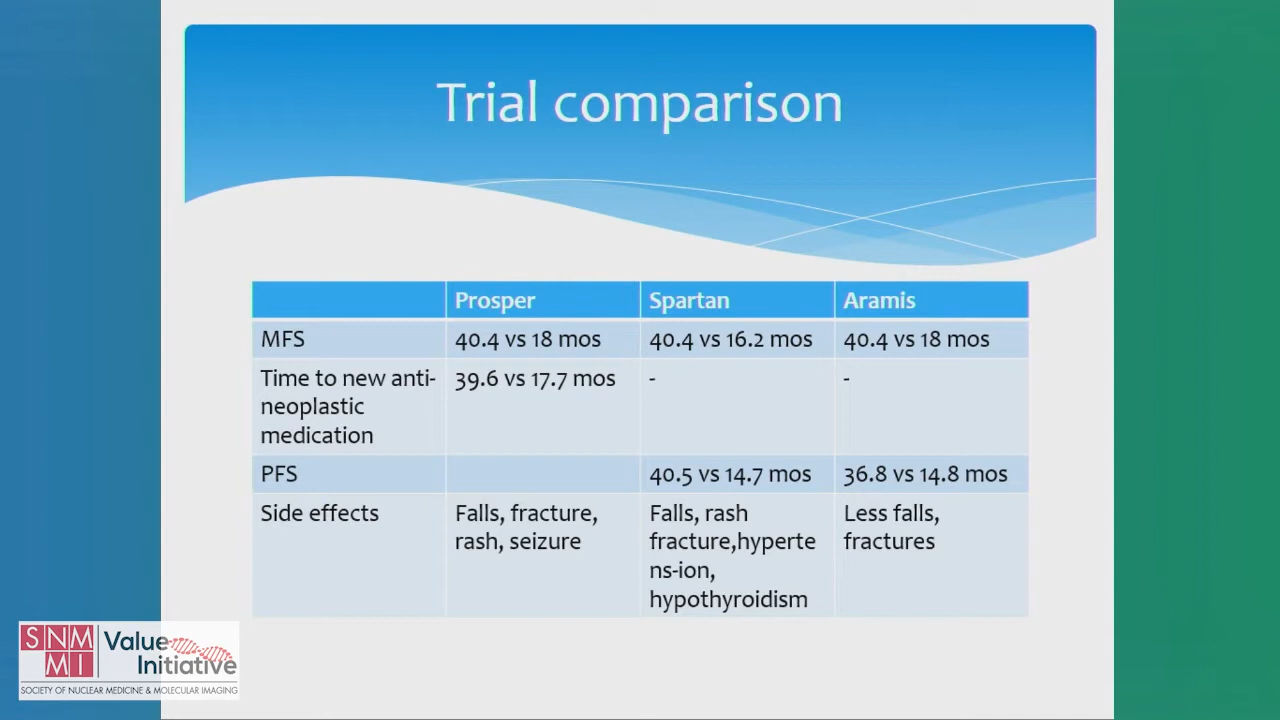 Trial comparison
Prosper Spartan Aramis
MFS 40.4 vs 18 mos 40.4 vs 16.2 mos 40.4 vs 18 mos
Time to new anti- 39.6 vs 17.7 mos - -
neoplastic
medication
PFS 40.5 vs 14.7 mos 36.8 vs 14.8 mos
Side effects Falls, fracture, Falls, rash Less falls,
rash, seizure fracture,hyperte fractures
ns-ion,
hypothyroidism
SNM Value
MI Initiative
SOCIETY OF NUCLEAR MEDICINE & MOLECULAR IMAGING